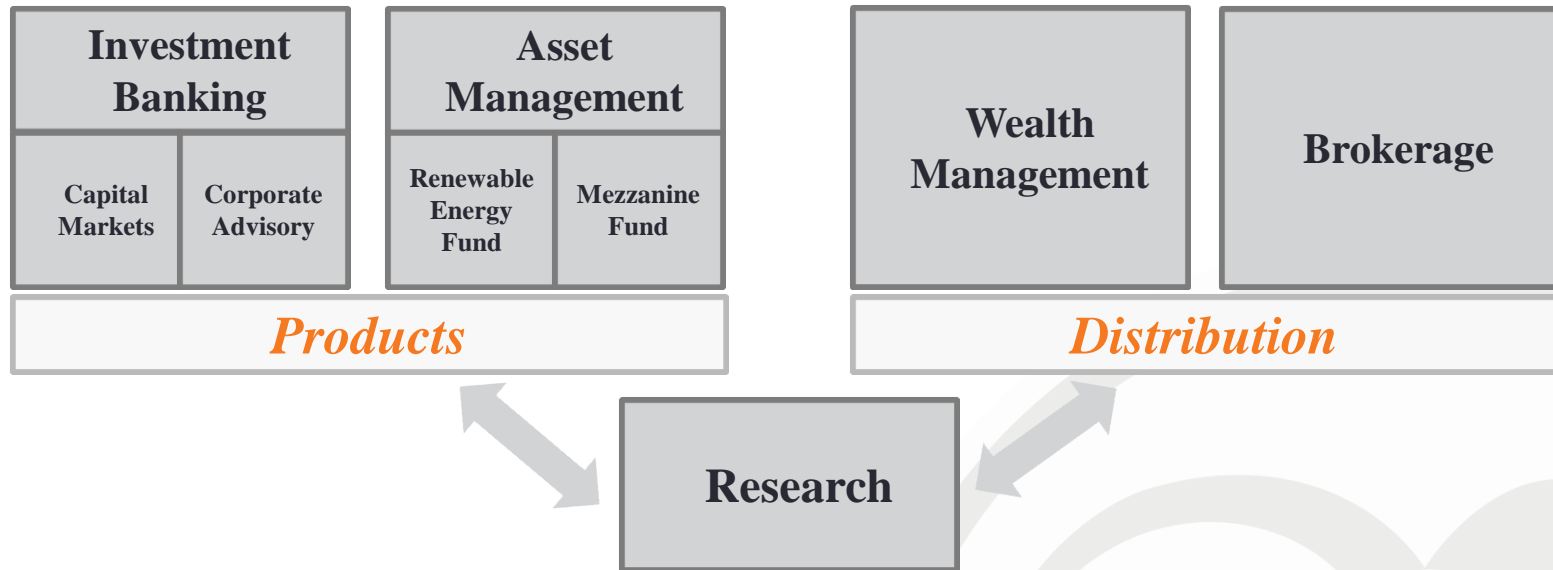 Investment
Banking
Capital
Markets
Corporate
Advisory
Asset
Management
Renewable
Energy
Fund
Mezzanine
Fund
Products
Wealth
Management
Brokerage
Distribution
Research